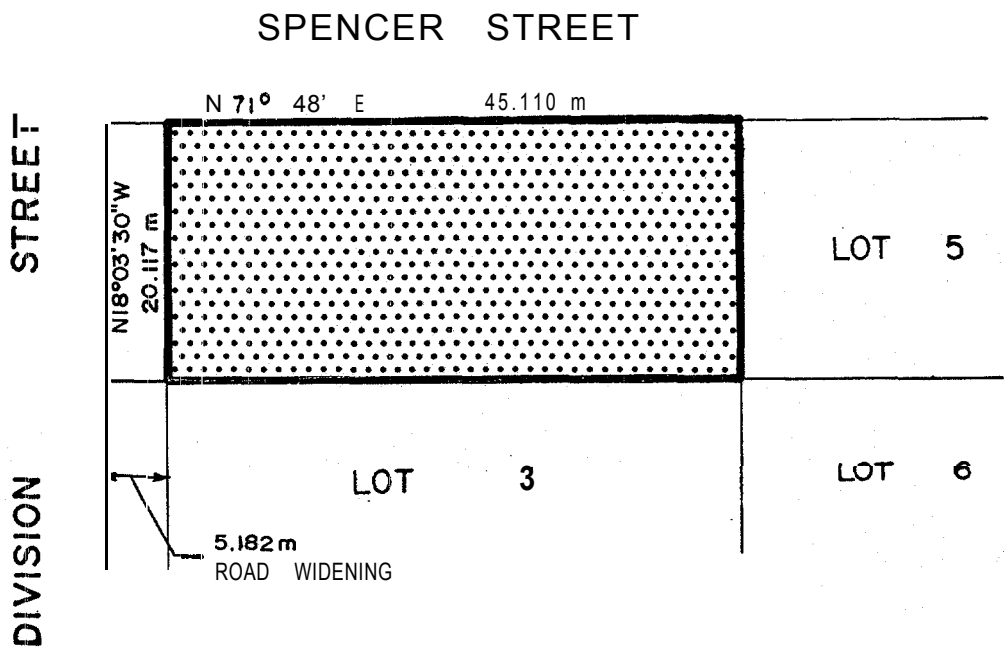 SPENCER STREET
N 71° 48' E 45.110 m
DIVISION STREET
N18°03'30"W
20.117 m
LOT 5
LOT 3
LOT 6
5.182 m
ROAD WIDENING